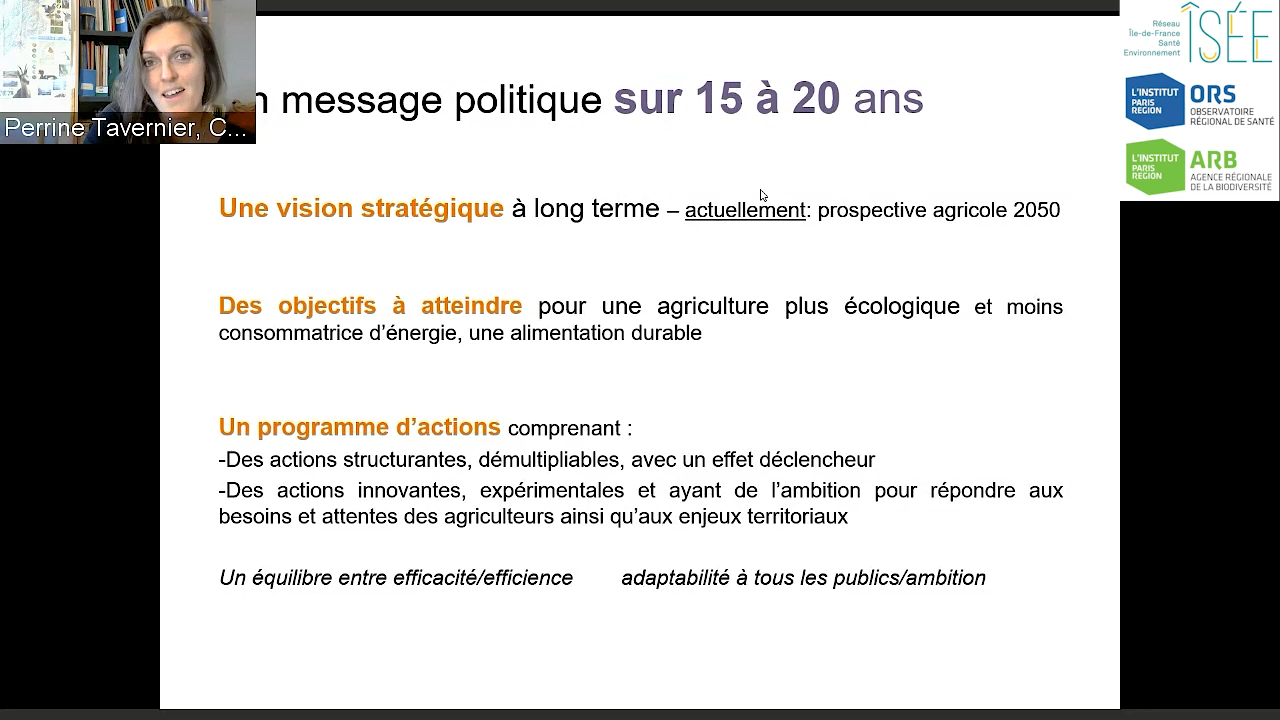 Perrine Tavernier, C...
n message politique sur 15 à 20 ans
Réseau
Île-de-France
Santé
Environnement
ÎSÉE
L'INSTITUT
PARIS
REGION
ORS
OBSERVATOIRE
RÉGIONAL DE SANTÉ
L'INSTITUT
PARIS
REGION
ARB
AGENCE RÉGIONALE
DE LA BIODIVERSITÉ
Une vision stratégique à long terme – actuellement: prospective agricole 2050
Des objectifs à atteindre pour une agriculture plus écologique et moins
consommatrice d’énergie, une alimentation durable
Un programme d’actions comprenant :
-Des actions structurantes, démultipliables, avec un effet déclencheur
-Des actions innovantes, expérimentales et ayant de l’ambition pour répondre aux
besoins et attentes des agriculteurs ainsi qu’aux enjeux territoriaux
Un équilibre entre efficacité/efficience adaptabilité à tous les publics/ambition